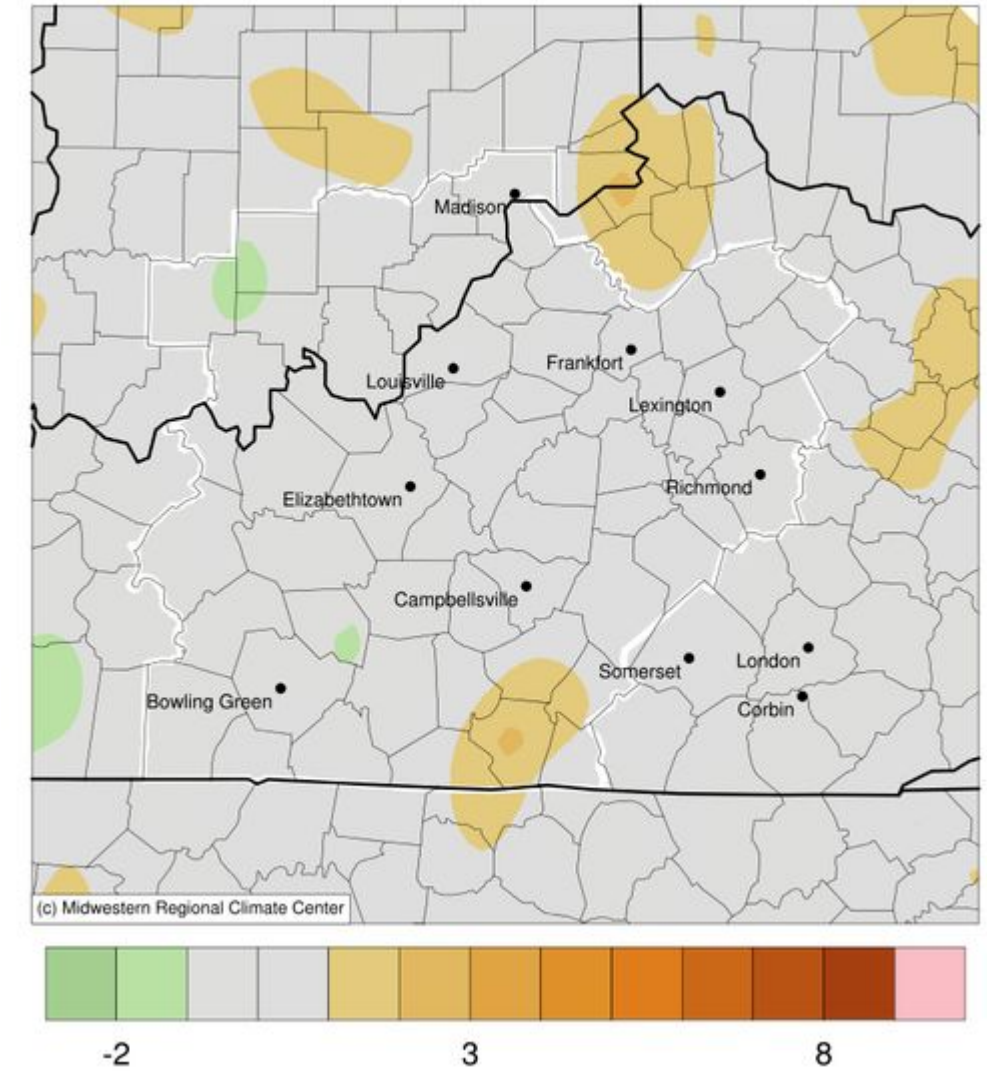 Madison
Frankfort
Louisville
Lexington
Richmond
Elizabethtown
Campbellsville
London
Somerset
Bowling Green
Corbin
(c) Midwestern Regional Climate Center
-2 3 8